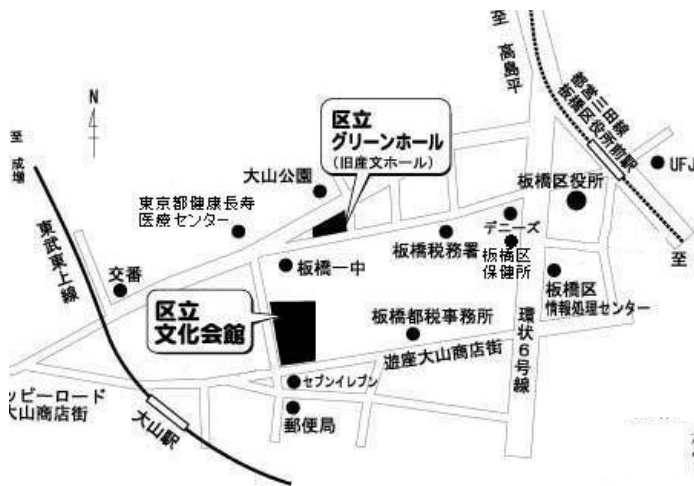 至 高島平
N
区立
グリーンホール
(旧産文ホール)
都営三田線
板橋区役所前駅
至 成増
UFJ
大山公園
板橋区役所
東京都健康長寿
医療センター
デニーズ
東武東上線
板橋税務署
板橋区
保健所
至
板橋一中
交番
板橋区
情報処理センター
区立
文化会館
板橋都税事務所
環状6号線
遊座大山商店街
セブンイレブン
ッピーロード
大山商店街
大山駅
郵便局